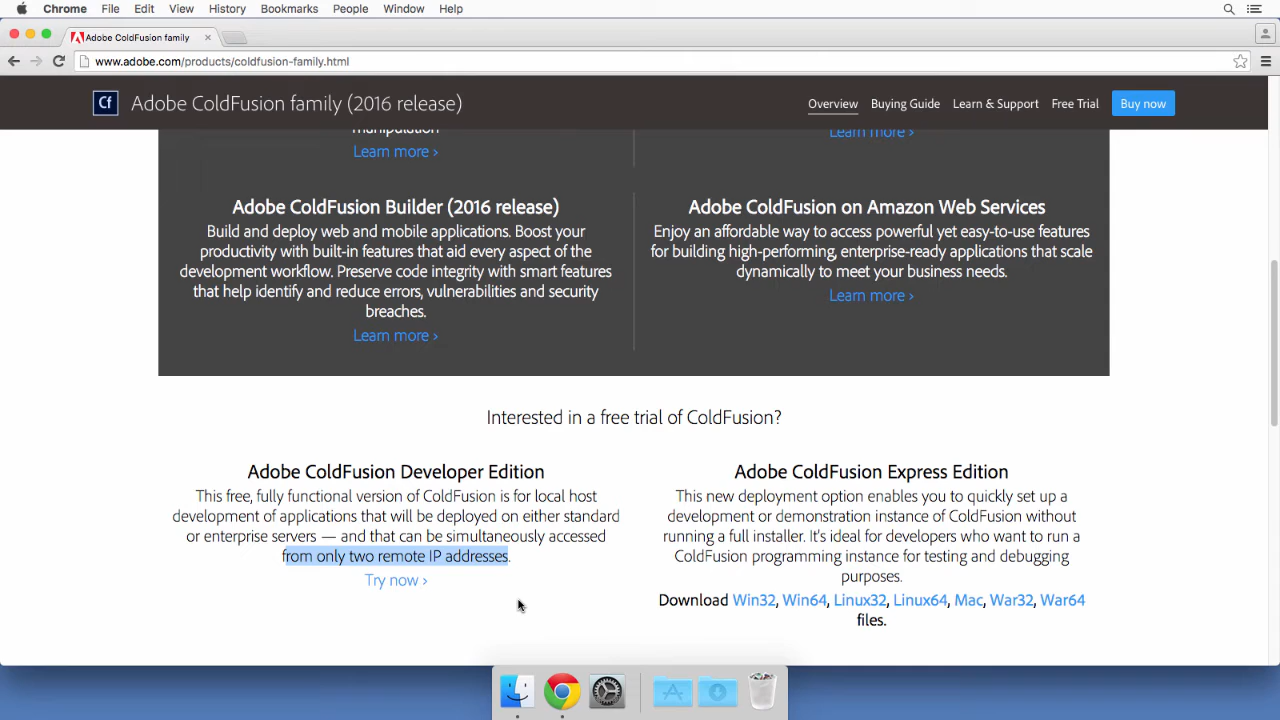 Chrome File Edit View History Bookmarks People Window Help
Adobe ColdFusion family
www.adobe.com/products/coldfusion-family.html
Cf Adobe ColdFusion family (2016 release) Overview Buying Guide Learn & Support Free Trial Buy now
manipulation
Learn more ›
Learn more ›
Adobe ColdFusion Builder (2016 release)
Build and deploy web and mobile applications. Boost your
productivity with built-in features that aid every aspect of the
development workflow. Preserve code integrity with smart features
that help identify and reduce errors, vulnerabilities and security
breaches.
Learn more ›
Adobe ColdFusion on Amazon Web Services
Enjoy an affordable way to access powerful yet easy-to-use features
for building high-performing, enterprise-ready applications that scale
dynamically to meet your business needs.
Learn more ›
Interested in a free trial of ColdFusion?
Adobe ColdFusion Developer Edition
This free, fully functional version of ColdFusion is for local host
development of applications that will be deployed on either standard
or enterprise servers — and that can be simultaneously accessed
from only two remote IP addresses.
Try now ›
Adobe ColdFusion Express Edition
This new deployment option enables you to quickly set up a
development or demonstration instance of ColdFusion without
running a full installer. It's ideal for developers who want to run a
ColdFusion programming instance for testing and debugging
purposes.
Download Win32, Win64, Linux32, Linux64, Mac, War32, War64
files.